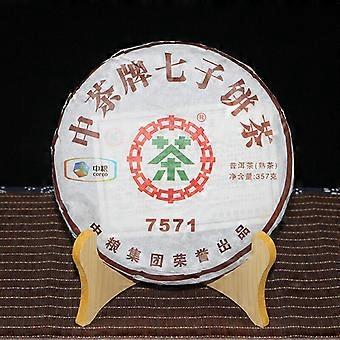 中茶牌七子饼茶
®
茶
中粮
COFCO
普洱茶(熟茶)
净含量:357克
7571
中粮集团荣誉出品